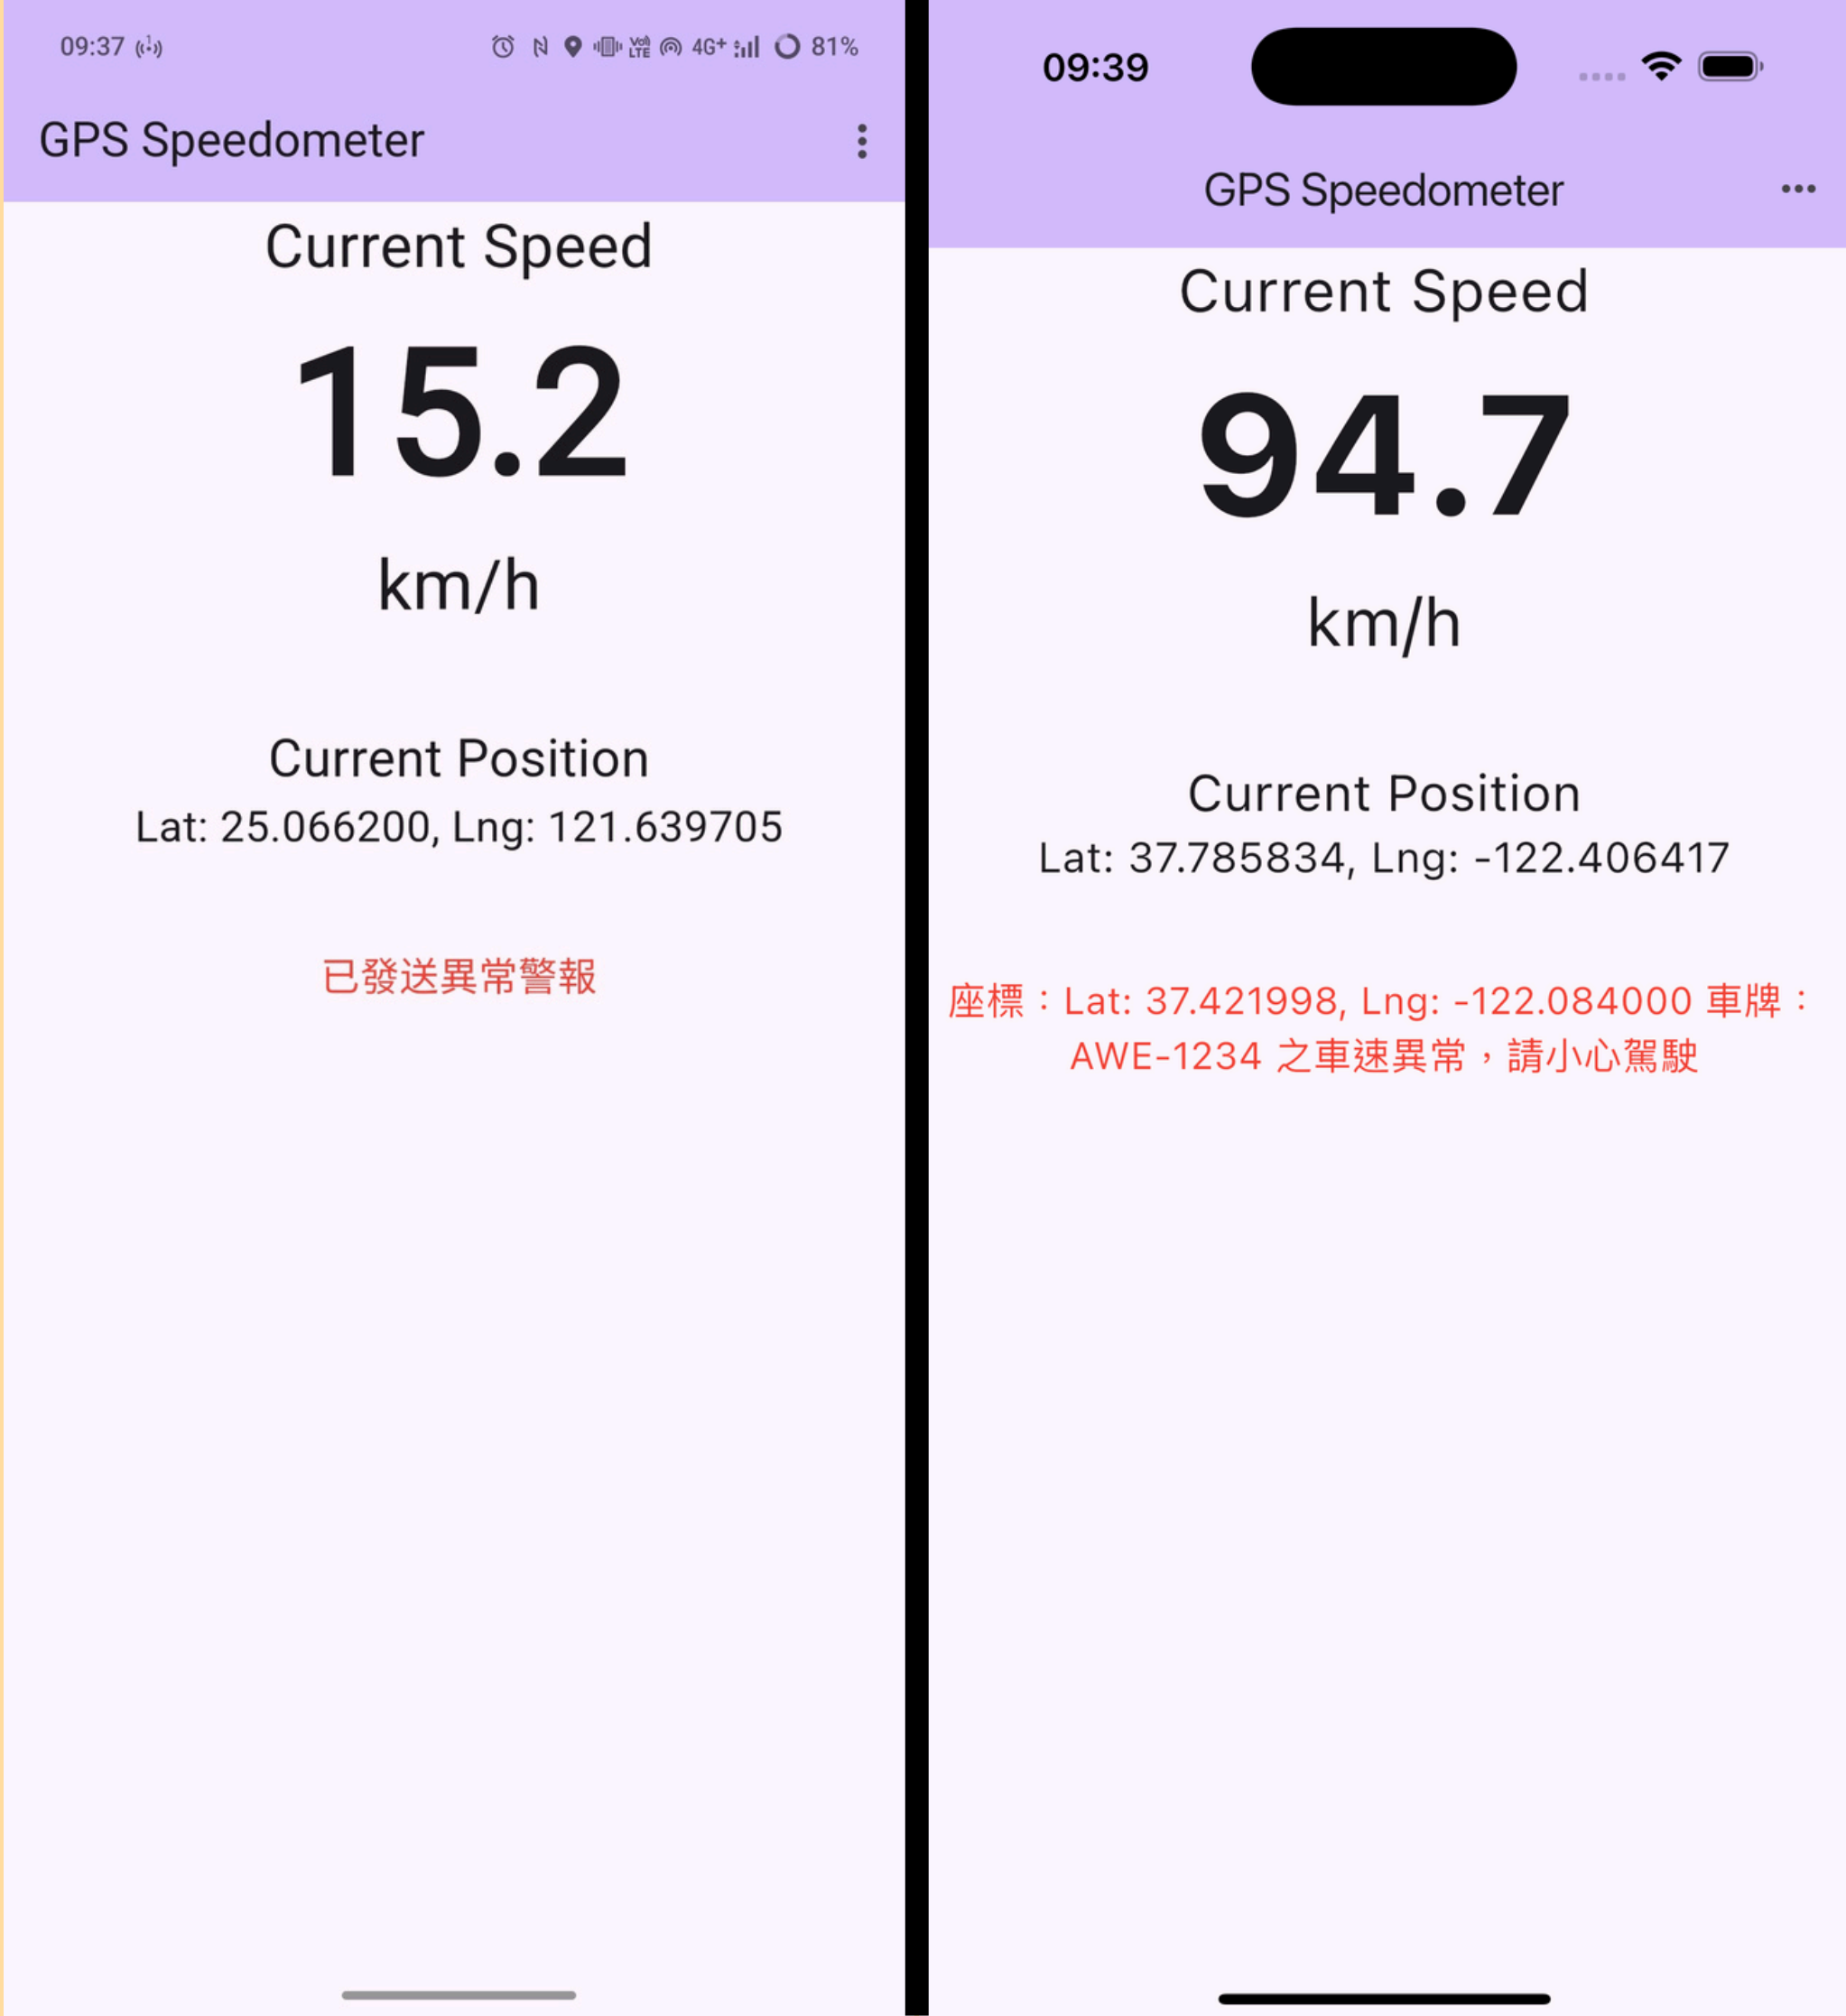 09:37
4G+ 81%
GPS Speedometer
Current Speed
15.2
km/h
Current Position
Lat: 25.066200, Lng: 121.639705
已發送異常警報
09:39
GPS Speedometer
Current Speed
94.7
km/h
Current Position
Lat: 37.785834, Lng: -122.406417
座標：Lat: 37.421998, Lng: -122.084000 車牌：
AWE-1234 之車速異常，請小心駕駛